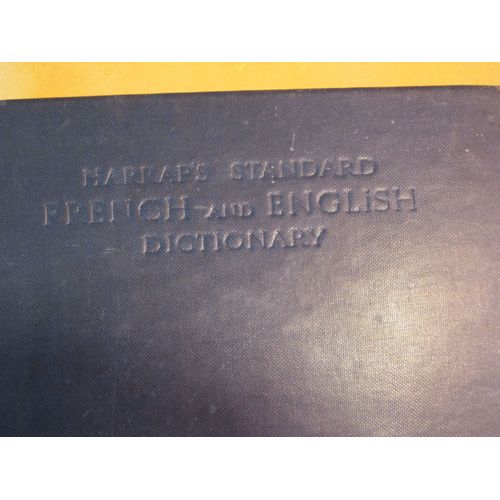 HARRAP'S STANDARD
FRENCH AND ENGLISH
DICTIONARY